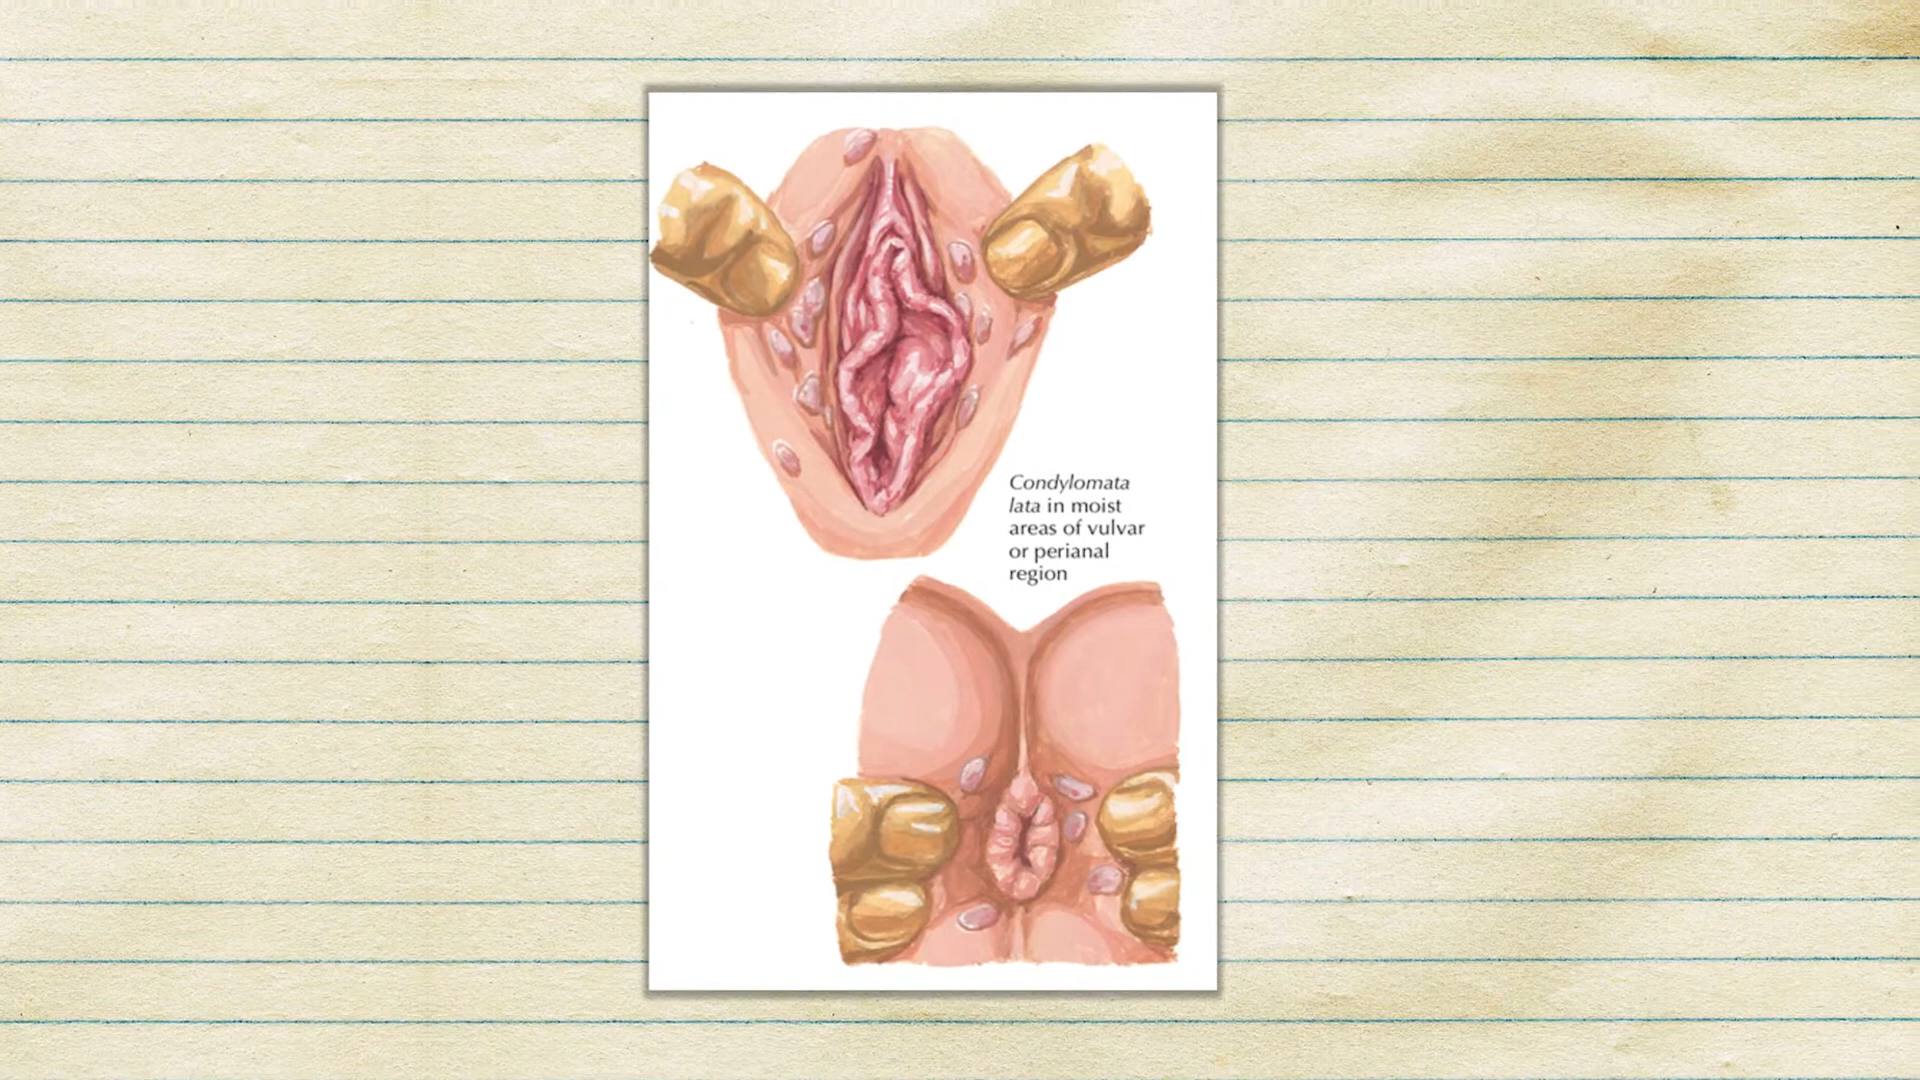 Condylomata
lata in moist
areas of vulvar
or perianal
region